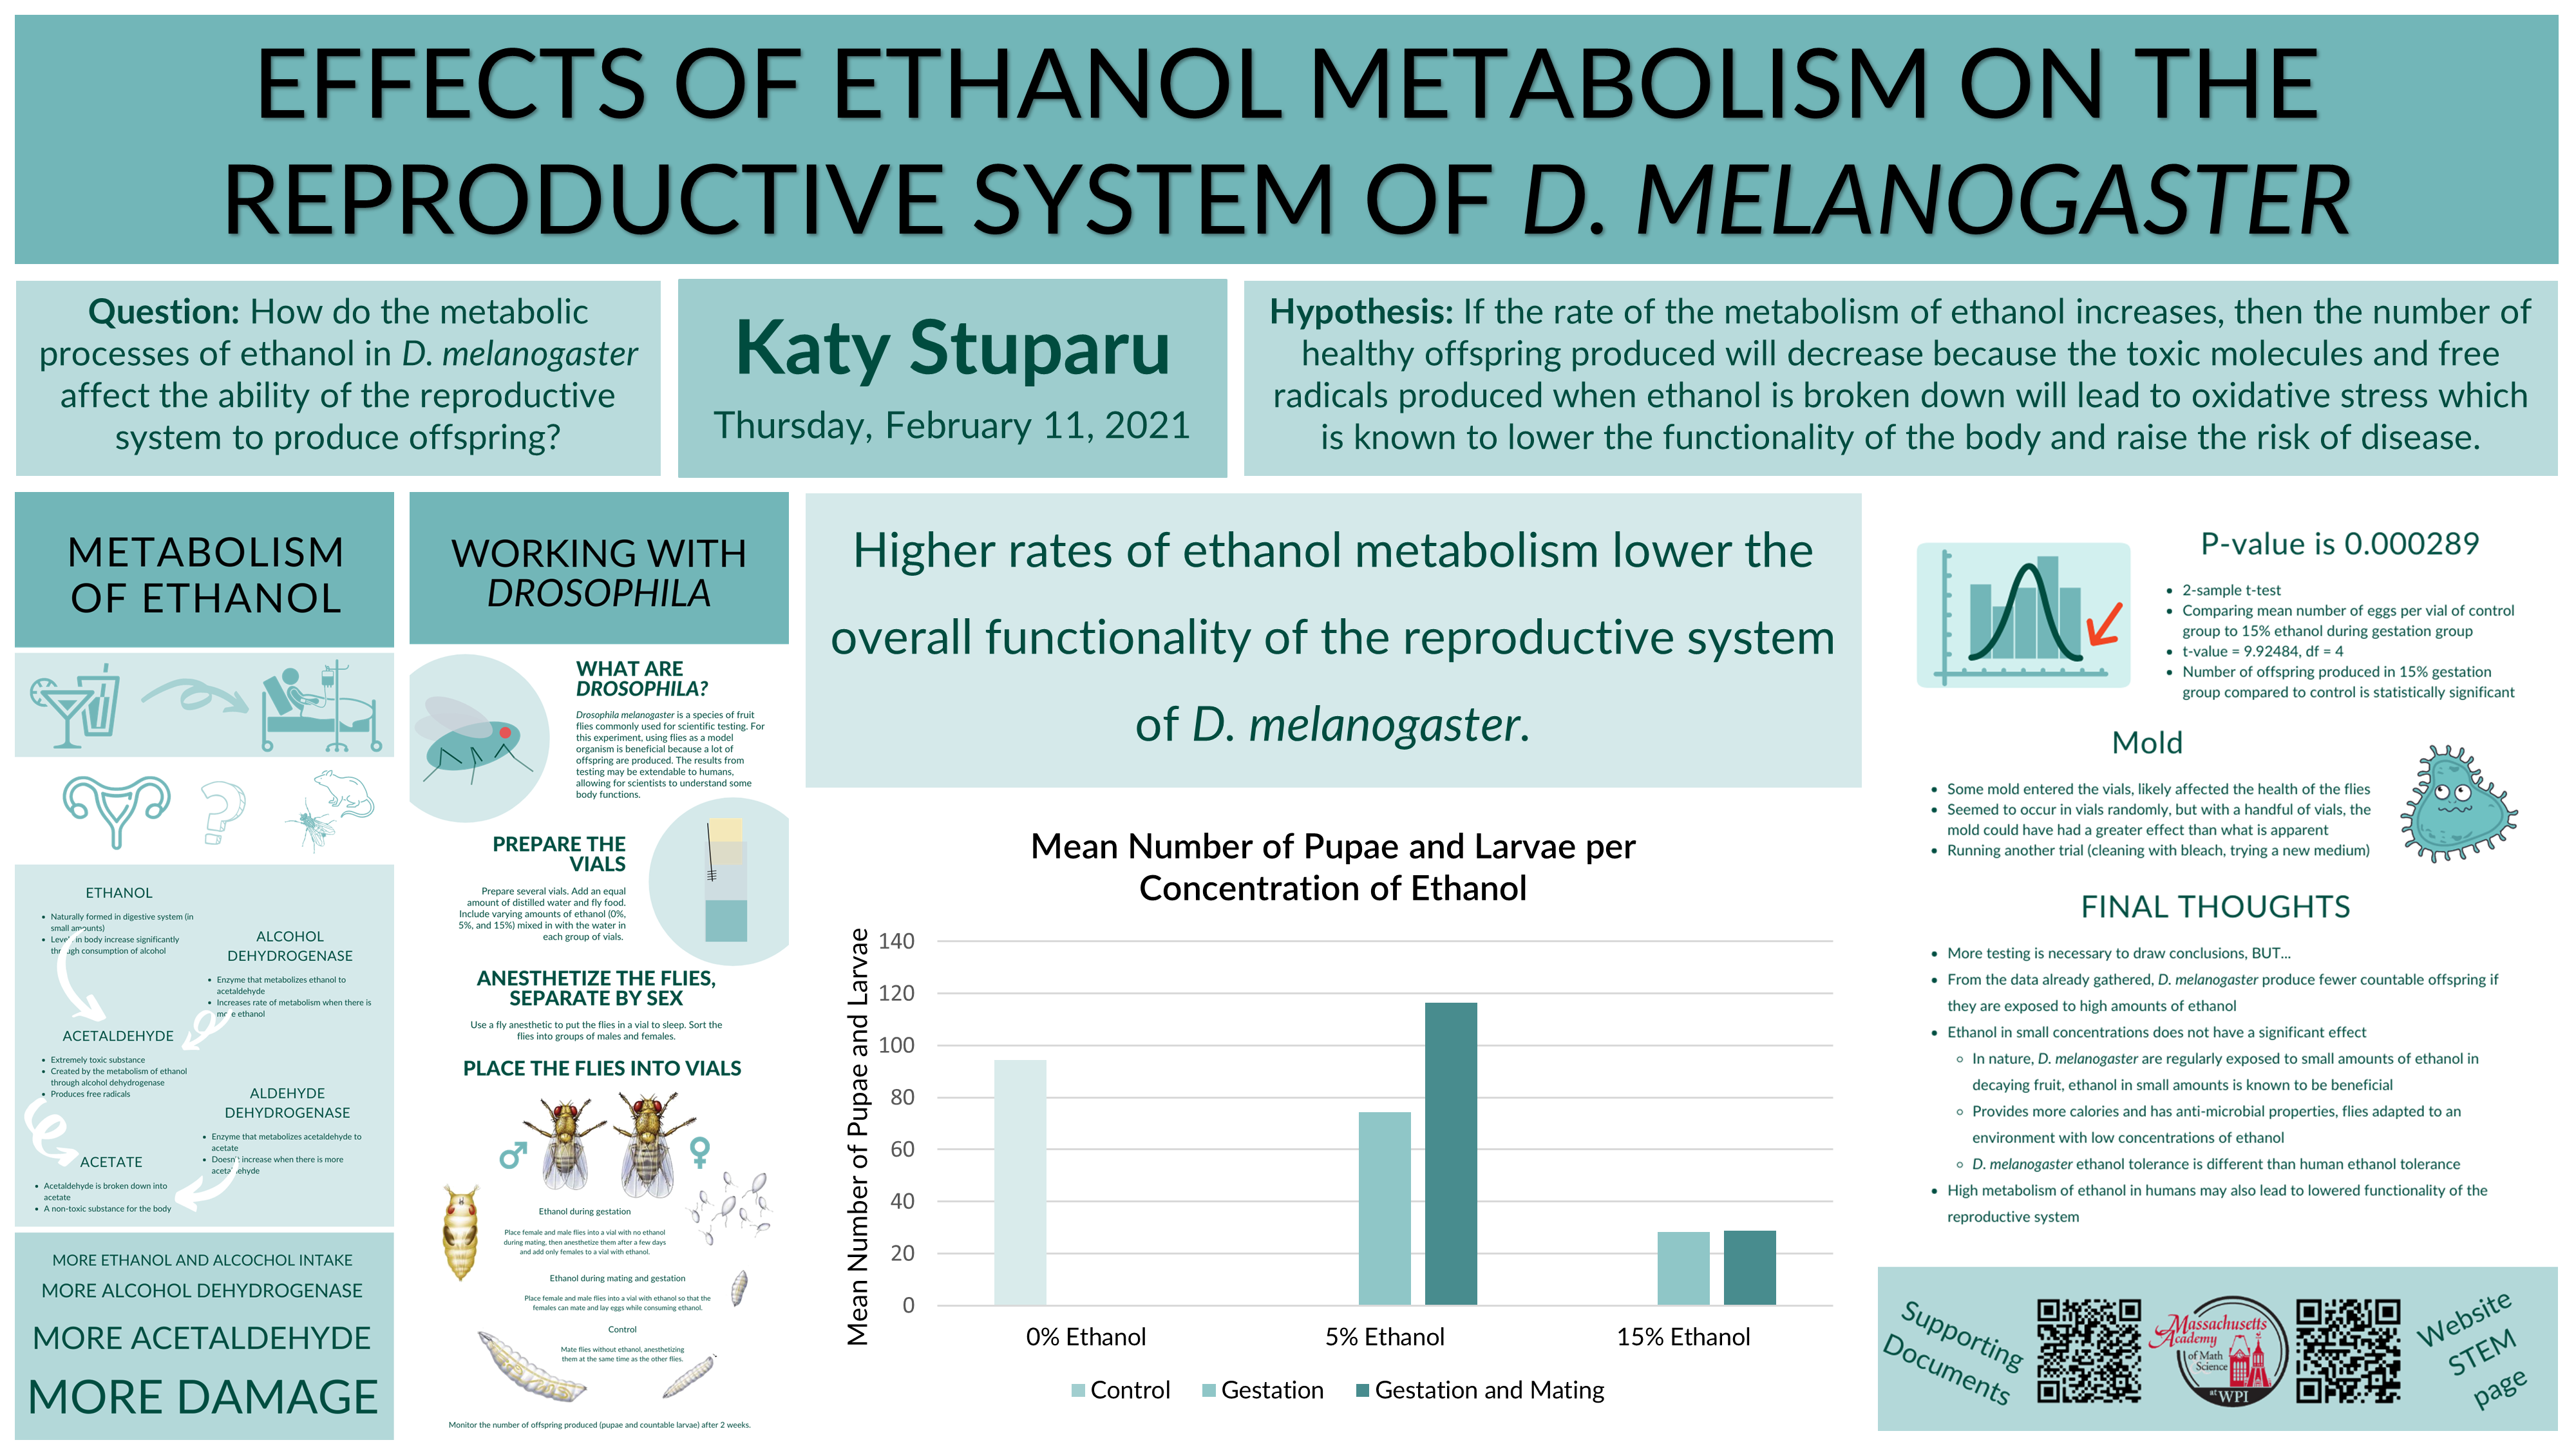 EFFECTS OF ETHANOL METABOLISM ON THE
REPRODUCTIVE SYSTEM OF D. MELANOGASTER
Question: How do the metabolic
processes of ethanol in D. melanogaster
affect the ability of the reproductive
system to produce offspring?
Katy Stuparu
Thursday, February 11, 2021
Hypothesis: If the rate of the metabolism of ethanol increases, then the number of
healthy offspring produced will decrease because the toxic molecules and free
radicals produced when ethanol is broken down will lead to oxidative stress which
is known to lower the functionality of the body and raise the risk of disease.
METABOLISM
OF ETHANOL
ETHANOL
• Naturally formed in digestive system (in
small amounts)
• Levels in body increase significantly
through consumption of alcohol
ALCOHOL
DEHYDROGENASE
• Enzyme that metabolizes ethanol to
acetaldehyde
• Increases rate of metabolism when there is
more ethanol
ACETALDEHYDE
• Extremely toxic substance
• Created by the metabolism of ethanol
through alcohol dehydrogenase
• Produces free radicals
ALDEHYDE
DEHYDROGENASE
• Enzyme that metabolizes acetaldehyde to
acetate
• Doesn't increase when there is more
acetaldehyde
ACETATE
• Acetaldehyde is broken down into
acetate
• A non-toxic substance for the body
MORE ETHANOL AND ALCOCHOL INTAKE
MORE ALCOHOL DEHYDROGENASE
MORE ACETALDEHYDE
MORE DAMAGE
WORKING WITH
DROSOPHILA
WHAT ARE
DROSOPHILA?
Drosophila melanogaster is a species of fruit
flies commonly used for scientific testing. For
this experiment, using flies as a model
organism is beneficial because a lot of
offspring are produced. The results from
testing may be extendable to humans,
allowing for scientists to understand some
body functions.
PREPARE THE
VIALS
Prepare several vials. Add an equal
amount of distilled water and fly food.
Include varying amounts of ethanol (0%,
5%, and 15%) mixed in with the water in
each group of vials.
ANESTHETIZE THE FLIES,
SEPARATE BY SEX
Use a fly anesthetic to put the flies in a vial to sleep. Sort the
flies into groups of males and females.
PLACE THE FLIES INTO VIALS
♂ ♀
Ethanol during gestation
Place female and male flies into a vial with no ethanol
during mating, then anesthetize them after a few days
and add only females to a vial with ethanol.
Ethanol during mating and gestation
Place female and male flies into a vial with ethanol so that the
females can mate and lay eggs while consuming ethanol.
Control
Mate flies without ethanol, anesthetizing
them at the same time as the other flies.
Monitor the number of offspring produced (pupae and countable larvae) after 2 weeks.
Higher rates of ethanol metabolism lower the
overall functionality of the reproductive system
of D. melanogaster.
Mean Number of Pupae and Larvae per
Concentration of Ethanol
Mean Number of Pupae and Larvae
140
120
100
80
60
40
20
0
0% Ethanol 5% Ethanol 15% Ethanol
Control Gestation Gestation and Mating
P-value is 0.000289
• 2-sample t-test
• Comparing mean number of eggs per vial of control
group to 15% ethanol during gestation group
• t-value = 9.92484, df = 4
• Number of offspring produced in 15% gestation
group compared to control is statistically significant
Mold
• Some mold entered the vials, likely affected the health of the flies
• Seemed to occur in vials randomly, but with a handful of vials, the
mold could have had a greater effect than what is apparent
• Running another trial (cleaning with bleach, trying a new medium)
FINAL THOUGHTS
• More testing is necessary to draw conclusions, BUT...
• From the data already gathered, D. melanogaster produce fewer countable offspring if
they are exposed to high amounts of ethanol
• Ethanol in small concentrations does not have a significant effect
◦ In nature, D. melanogaster are regularly exposed to small amounts of ethanol in
decaying fruit, ethanol in small amounts is known to be beneficial
◦ Provides more calories and has anti-microbial properties, flies adapted to an
environment with low concentrations of ethanol
◦ D. melanogaster ethanol tolerance is different than human ethanol tolerance
• High metabolism of ethanol in humans may also lead to lowered functionality of the
reproductive system
Supporting
Documents
Massachusetts
Academy
of Math
Science
at WPI
Website
STEM
page